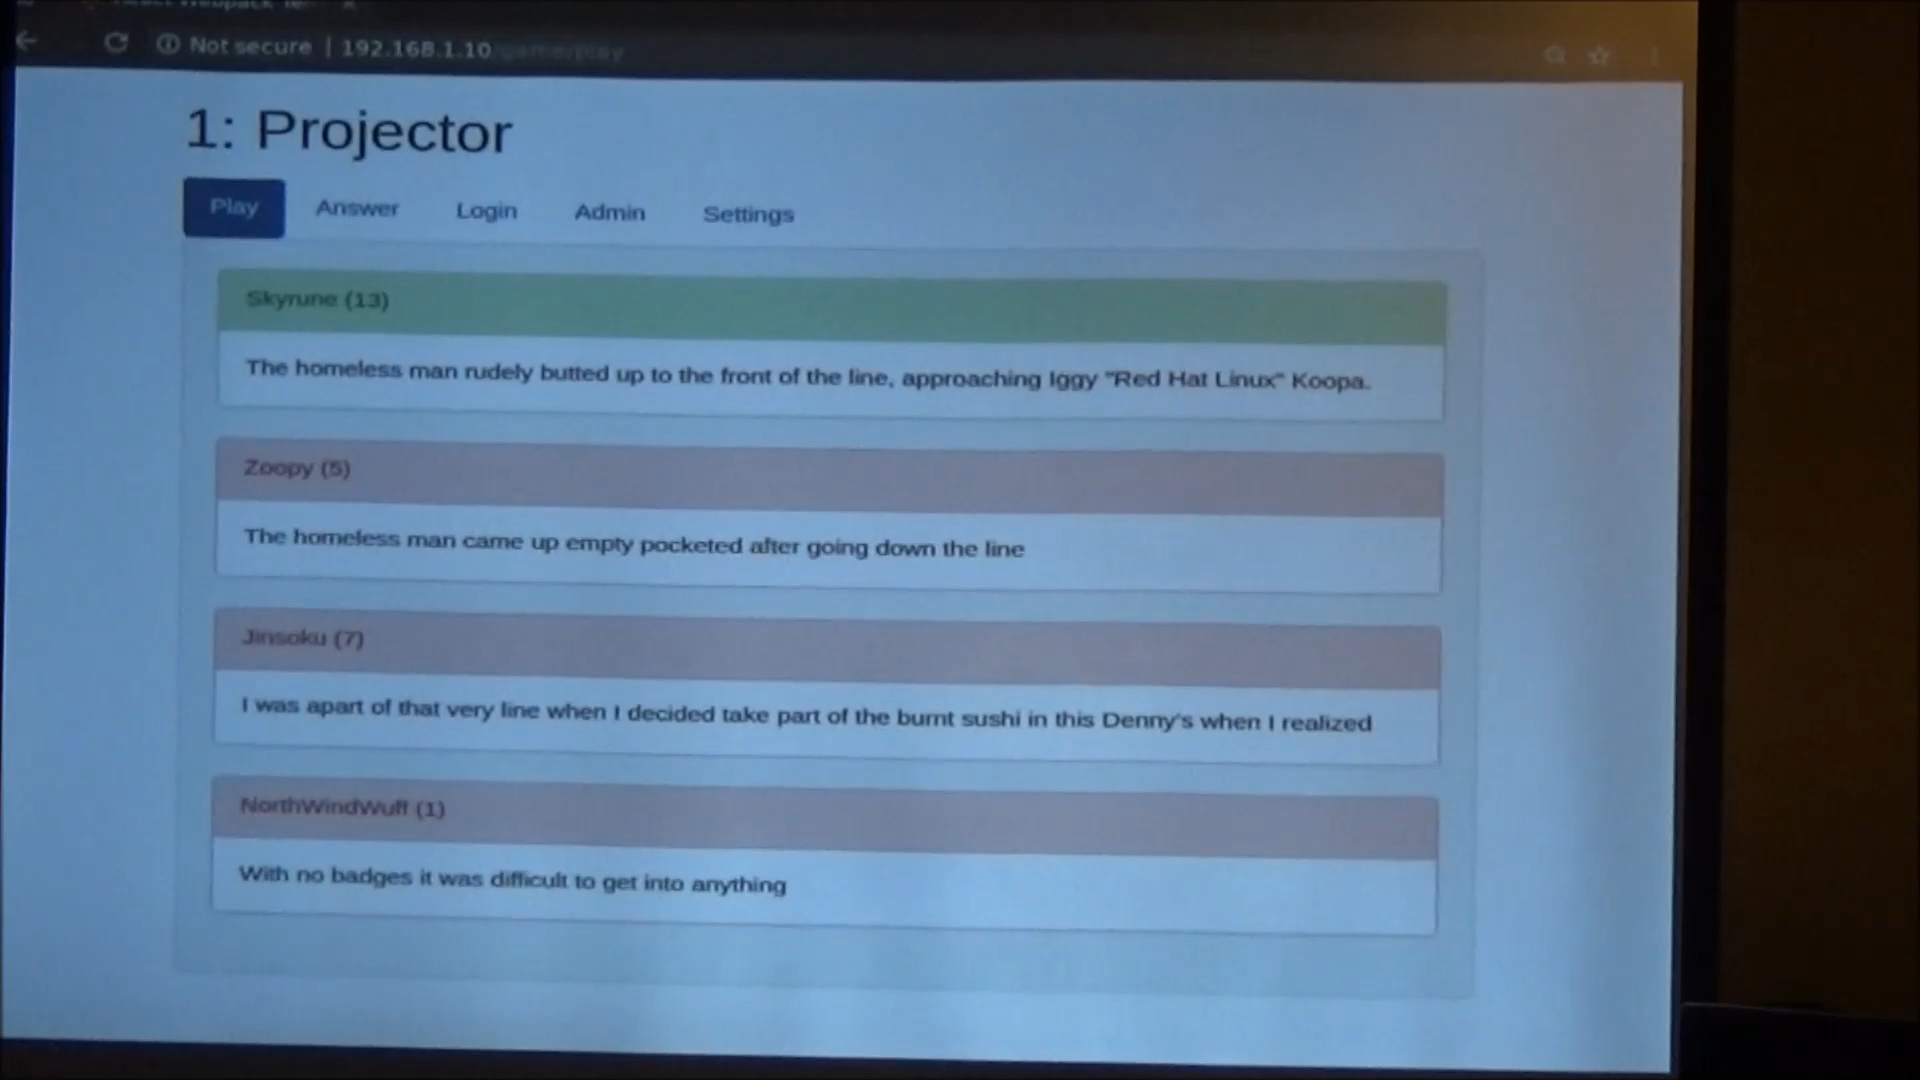 Not secure | 192.168.1.10/gameplay
1: Projector
Play Answer Login Admin Settings
Skyrune (13)
The homeless man rudely butted up to the front of the line, approaching Iggy "Red Hat Linux" Koopa.
Zoopy (5)
The homeless man came up empty pocketed after going down the line
Jinsoku (7)
I was apart of that very line when I decided take part of the burnt sushi in this Denny's when I realized
NorthWindWuff (1)
With no badges it was difficult to get into anything